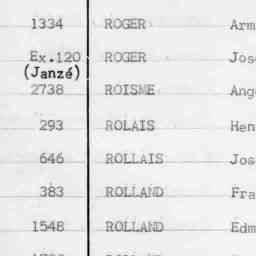 1334 ROGER Arm
Ex.120 ROGER Jos
(Janzé)
2738 ROISME Ang
293 ROLAIS Hen
646 ROLLAIS Jos
383 ROLLAND Fra
1548 ROLLAND Edm